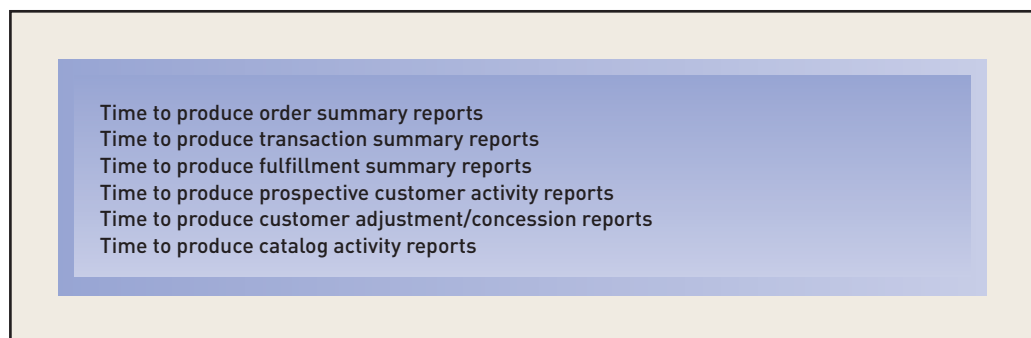 Time to produce order summary reports
Time to produce transaction summary reports
Time to produce fulfillment summary reports
Time to produce prospective customer activity reports
Time to produce customer adjustment/concession reports
Time to produce catalog activity reports